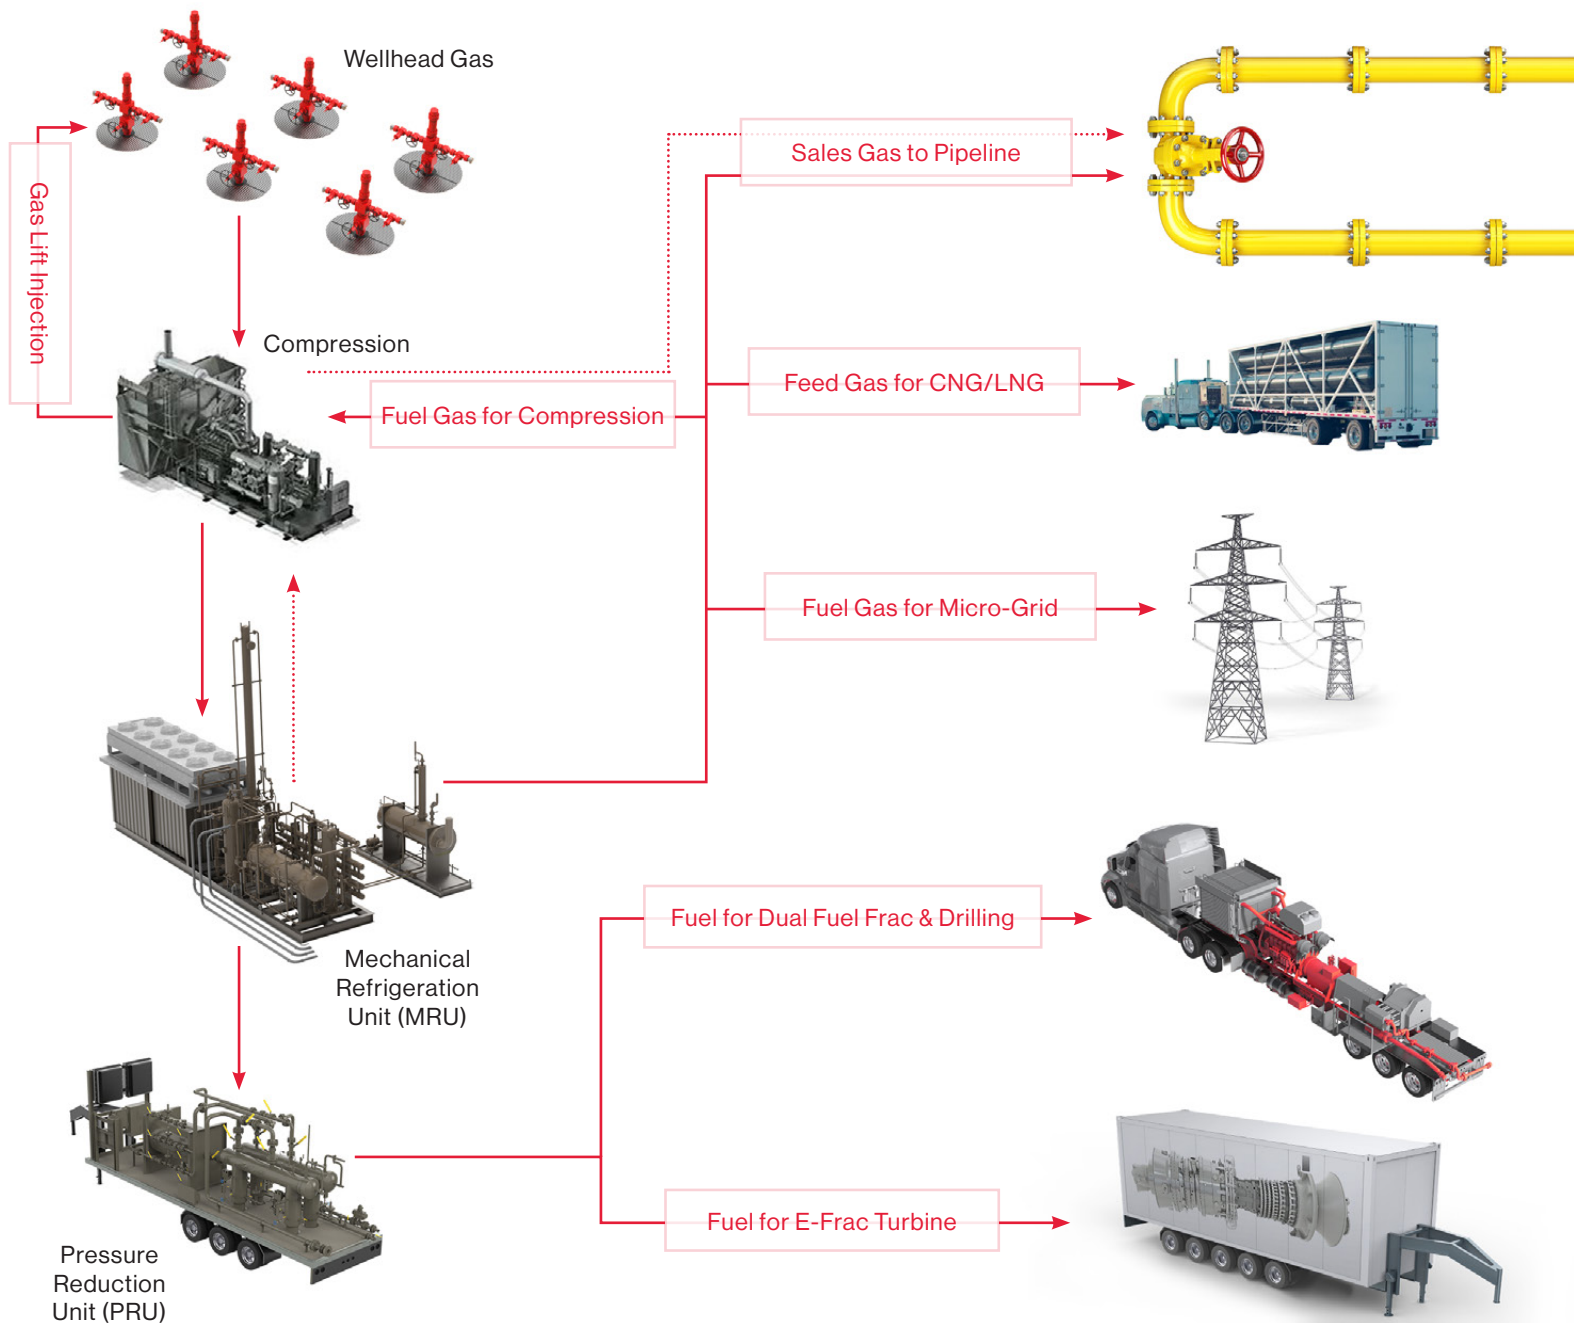 Wellhead Gas
Sales Gas to Pipeline
Gas Lift Injection
Compression
Feed Gas for CNG/LNG
Fuel Gas for Compression
Fuel Gas for Micro-Grid
Fuel for Dual Fuel Frac & Drilling
Mechanical
Refrigeration
Unit (MRU)
Fuel for E-Frac Turbine
Pressure
Reduction
Unit (PRU)